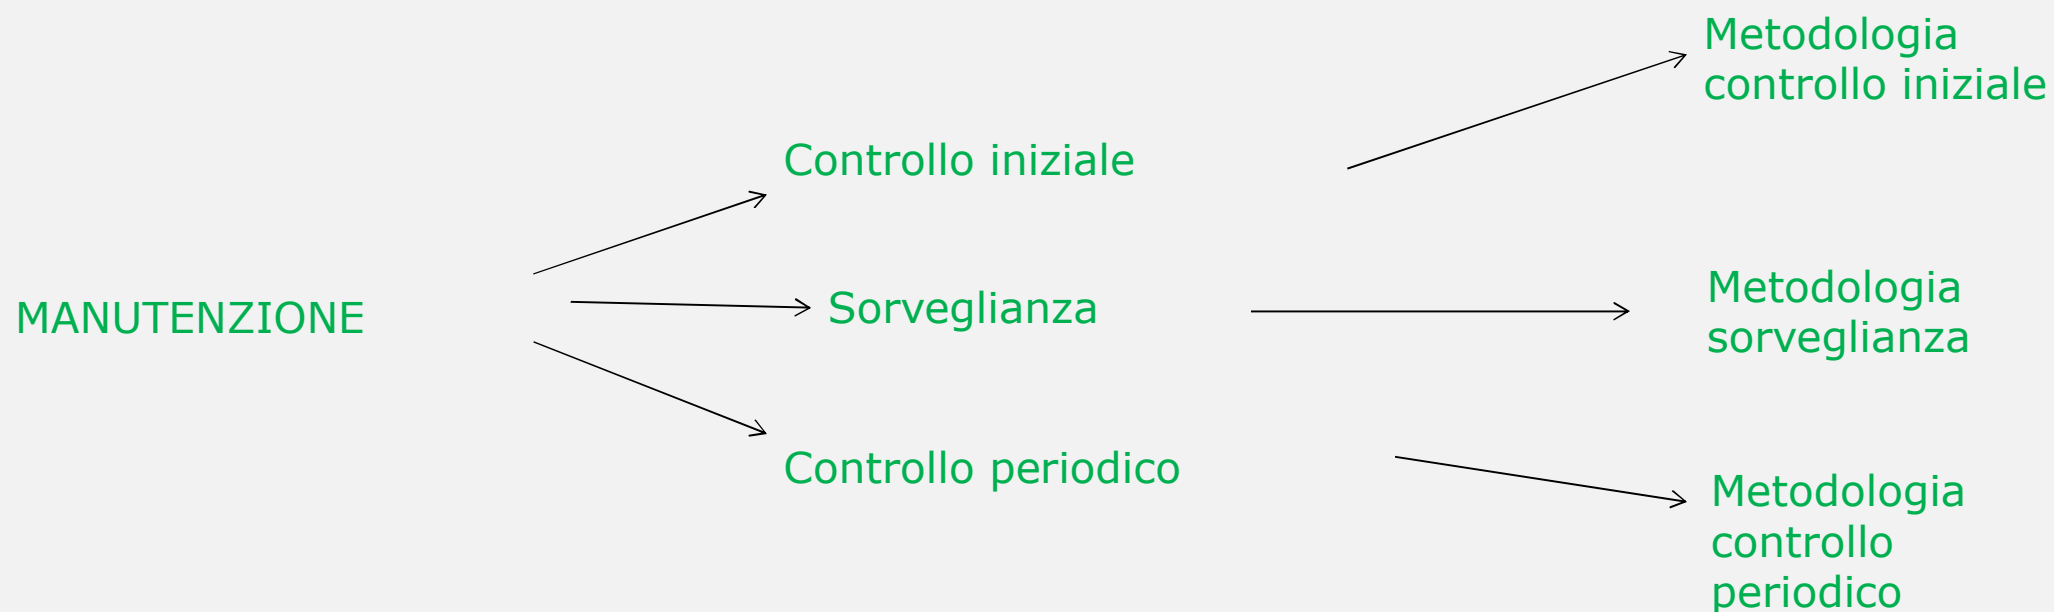 MANUTENZIONE
Controllo iniziale
Sorveglianza
Controllo periodico
Metodologia
controllo iniziale
Metodologia
sorveglianza
Metodologia
controllo
periodico